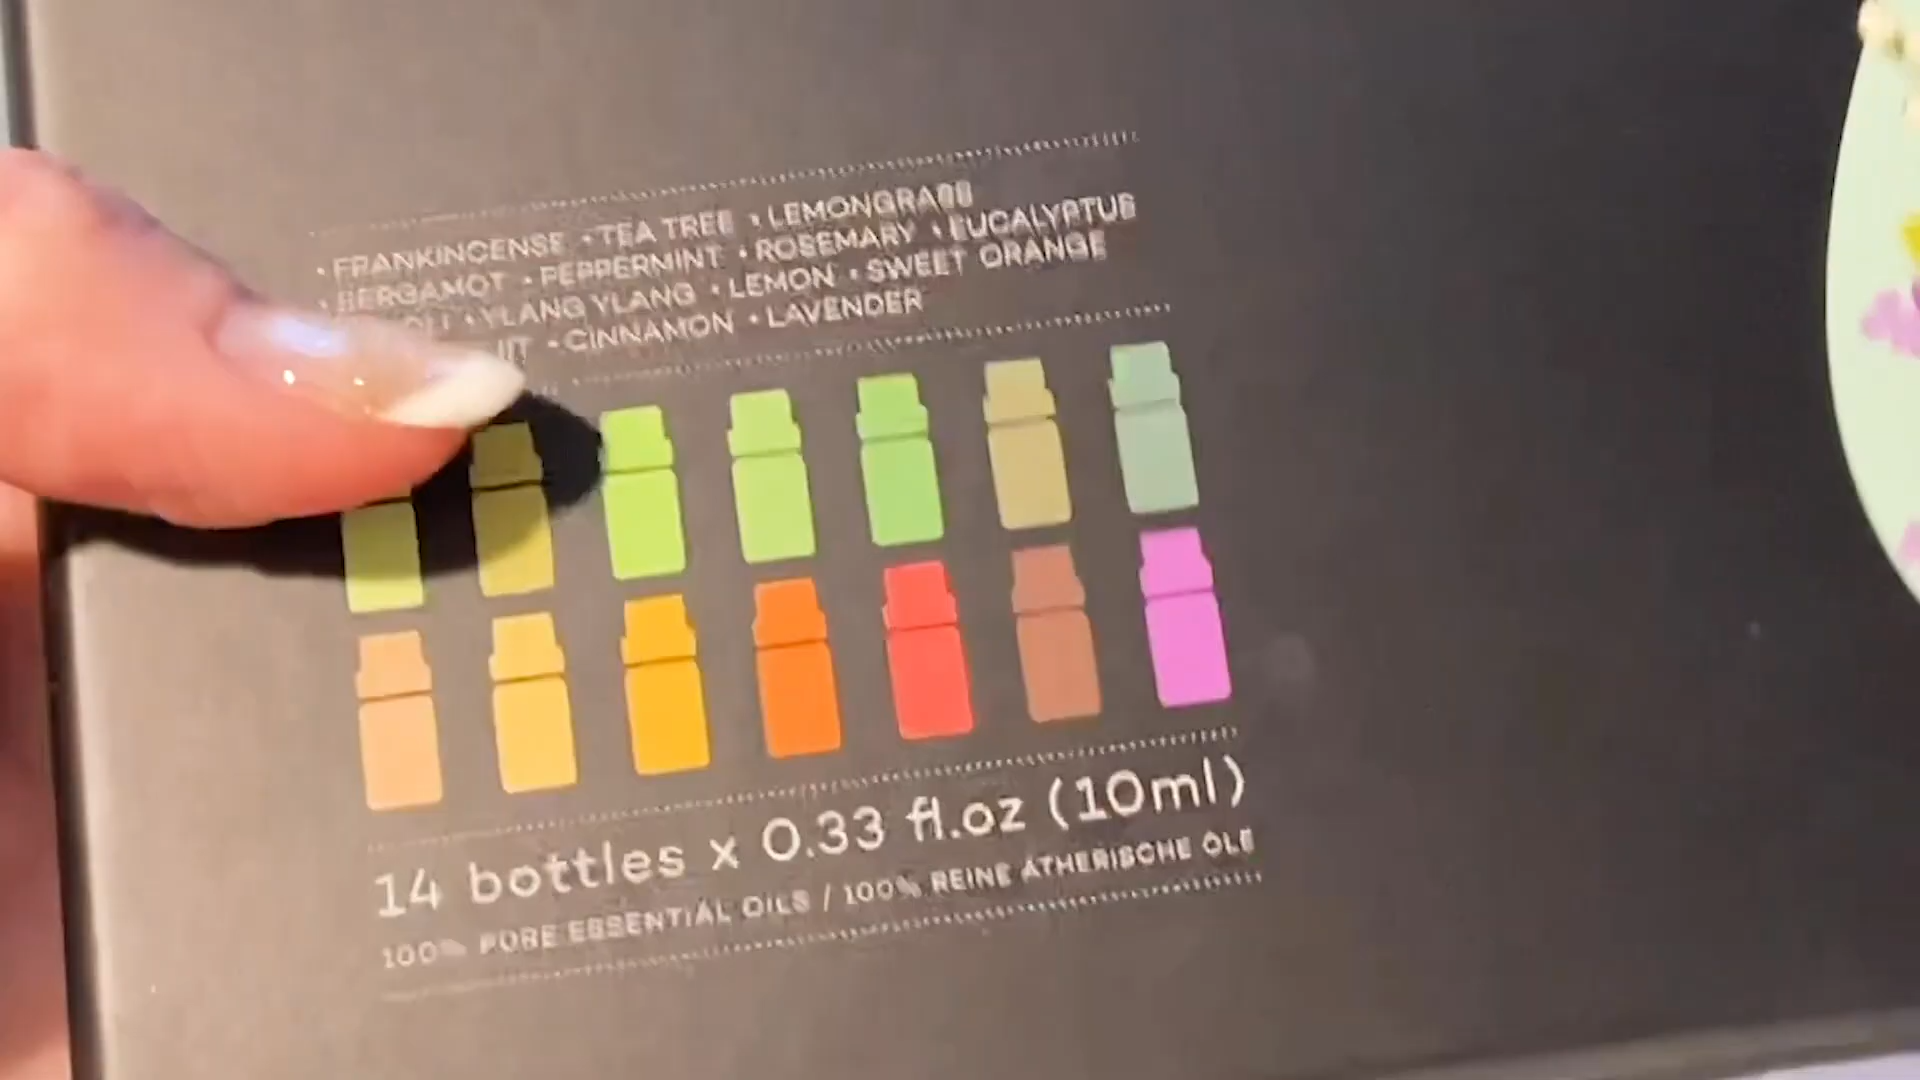 • FRANKINCENSE • TEA TREE • LEMONGRASS
• BERGAMOT • PEPPERMINT • ROSEMARY • EUCALYPTUS
• YLANG YLANG • LEMON • SWEET ORANGE
• CINNAMON • LAVENDER
14 bottles x 0.33 fl.oz (10ml)
100% PURE ESSENTIAL OILS / 100% REINE ÄTHERISCHE ÖLE